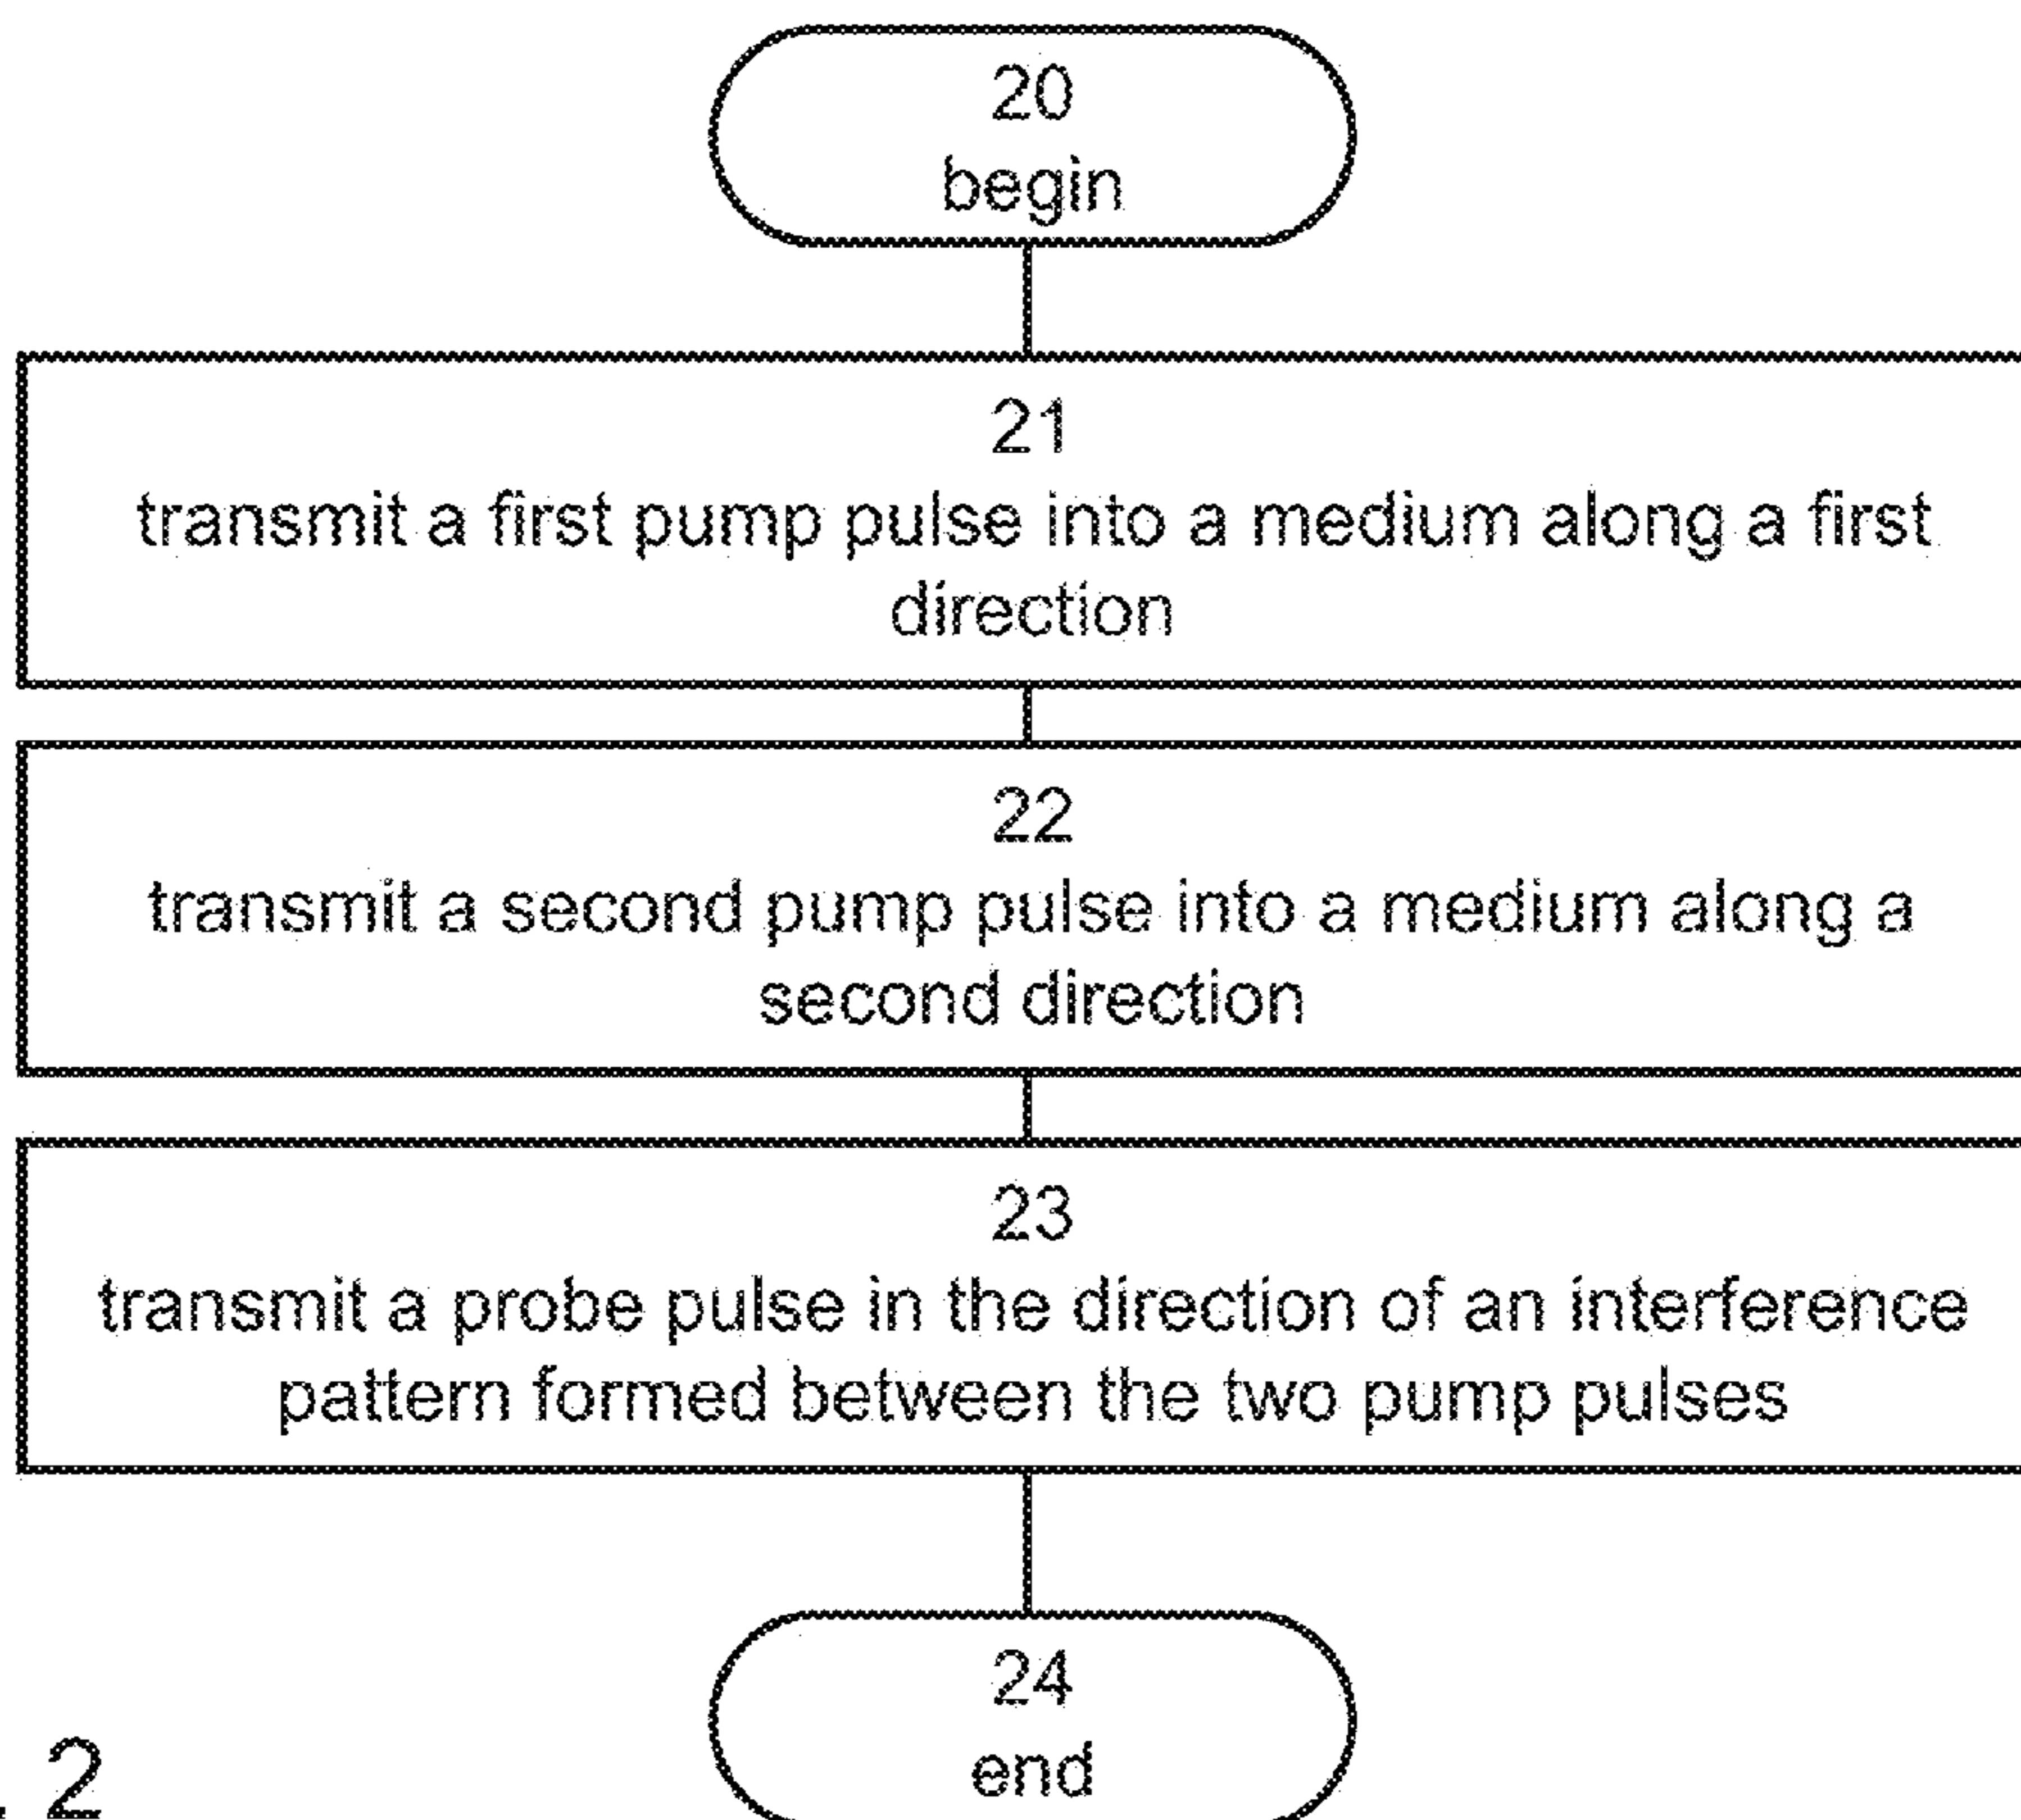 20
begin
21
transmit a first pump pulse into a medium along a first
direction
22
transmit a second pump pulse into a medium along a
second direction
23
transmit a probe pulse in the direction of an interference
pattern formed between the two pump pulses
24
end
. 2